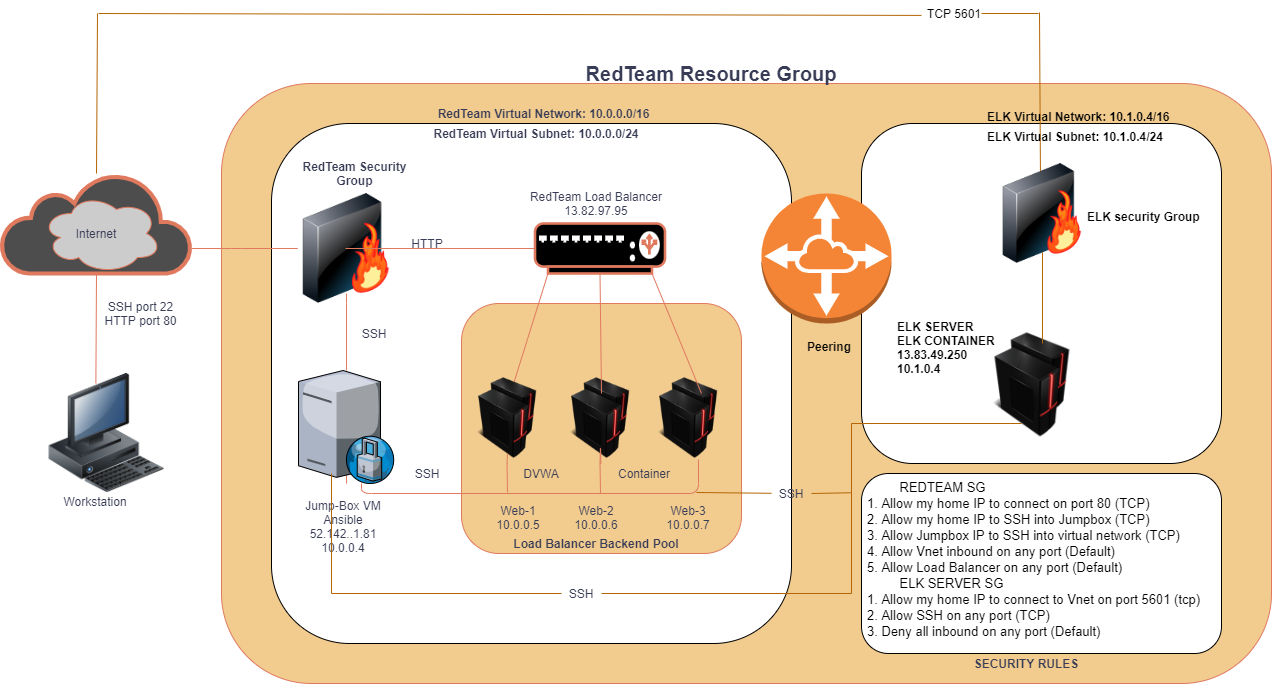 TCP 5601
RedTeam Resource Group
RedTeam Virtual Network: 10.0.0.0/16
RedTeam Virtual Subnet: 10.0.0.0/24
ELK Virtual Network: 10.1.0.4/16
ELK Virtual Subnet: 10.1.0.4/24
RedTeam Security
Group
RedTeam Load Balancer
13.82.97.95
ELK security Group
Internet
HTTP
SSH port 22
HTTP port 80
SSH
Peering
ELK SERVER
ELK CONTAINER
13.83.49.250
10.1.0.4
Workstation
SSH
DVWA
Container
SSH
Jump-Box VM
Ansible
52.142..1.81
10.0.0.4
Web-1
10.0.0.5
Web-2
10.0.0.6
Web-3
10.0.0.7
Load Balancer Backend Pool
SSH
REDTEAM SG
1. Allow my home IP to connect on port 80 (TCP)
2. Allow my home IP to SSH into Jumpbox (TCP)
3. Allow Jumpbox IP to SSH into virtual network (TCP)
4. Allow Vnet inbound on any port (Default)
5. Allow Load Balancer on any port (Default)
ELK SERVER SG
1. Allow my home IP to connect to Vnet on port 5601 (tcp)
2. Allow SSH on any port (TCP)
3. Deny all inbound on any port (Default)
SECURITY RULES